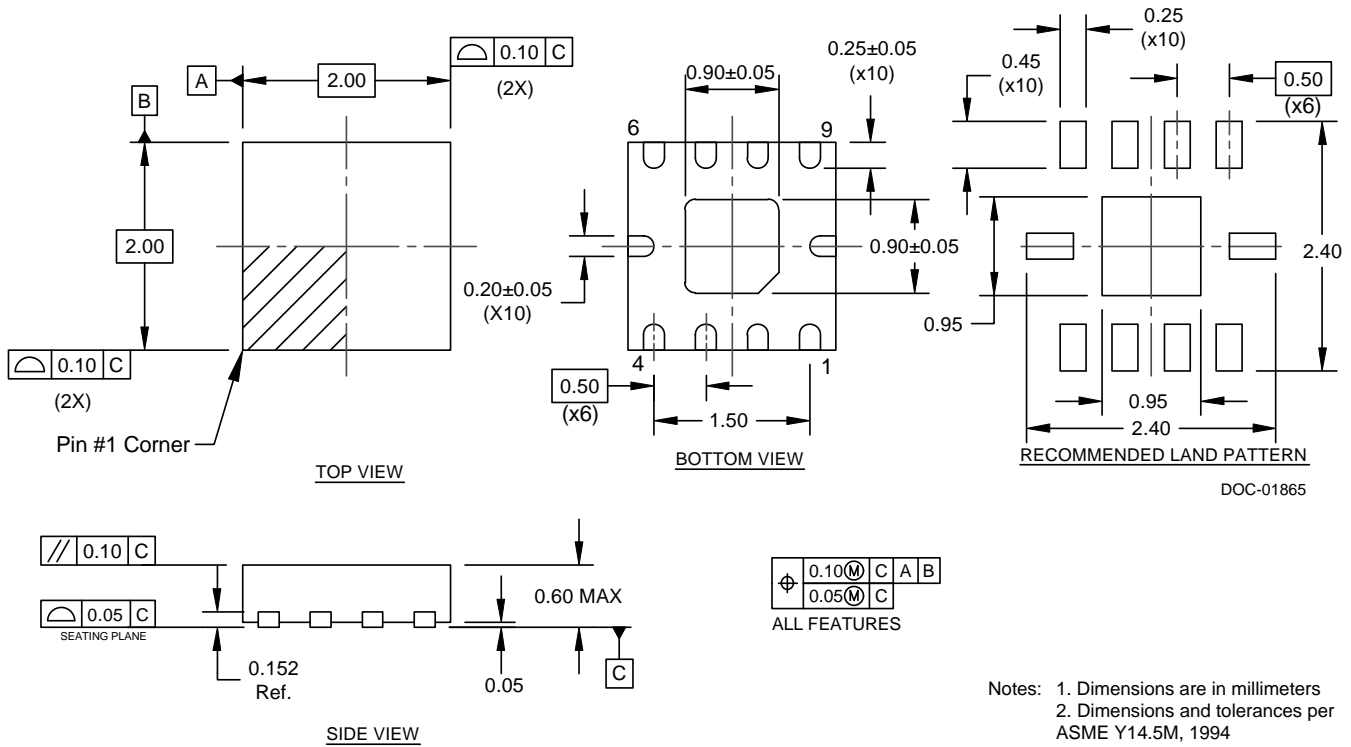 A
2.00
⌓ 0.10 C
(2X)
B
2.00
⌓ 0.10 C
(2X)
Pin #1 Corner
TOP VIEW
0.90±0.05
0.25±0.05
(x10)
6
9
0.90±0.05
0.20±0.05
(X10)
4
1
0.50
(x6)
1.50
BOTTOM VIEW
0.25
(x10)
0.45
(x10)
0.50
(x6)
2.40
0.95
0.95
2.40
RECOMMENDED LAND PATTERN
DOC-01865
// 0.10 C
⌓ 0.05 C
SEATING PLANE
0.60 MAX
0.152
Ref.
0.05
C
SIDE VIEW
⌖ 0.10Ⓜ C A B
0.05Ⓜ C
ALL FEATURES
Notes: 1. Dimensions are in millimeters
2. Dimensions and tolerances per
ASME Y14.5M, 1994